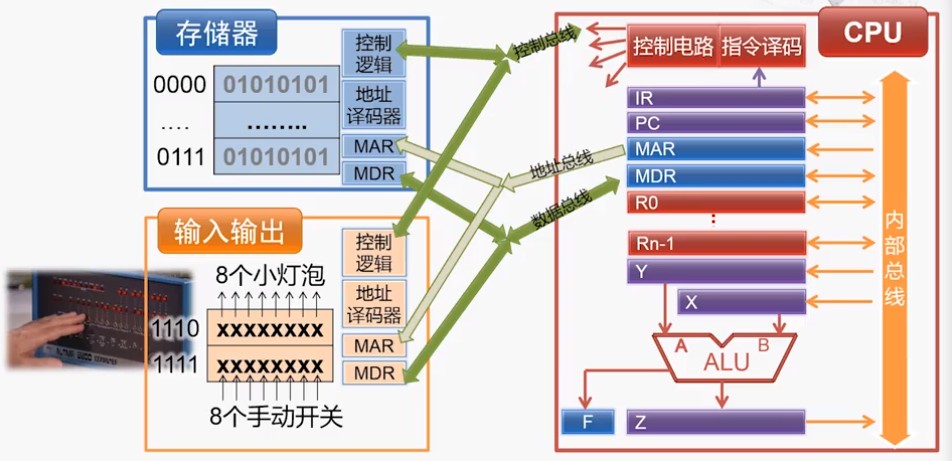 存储器
控制
逻辑
0000
01010101
地址
译码器
....
........
0111
01010101
MAR
MDR
输入输出
控制
逻辑
8个小灯泡
地址
译码器
1110
xxxxxxxx
MAR
1111
xxxxxxxx
MDR
8个手动开关
控制总线
地址总线
数据总线
CPU
控制电路
指令译码
IR
PC
MAR
MDR
R0
Rn-1
Y
X
A
B
ALU
F
Z
内部总线